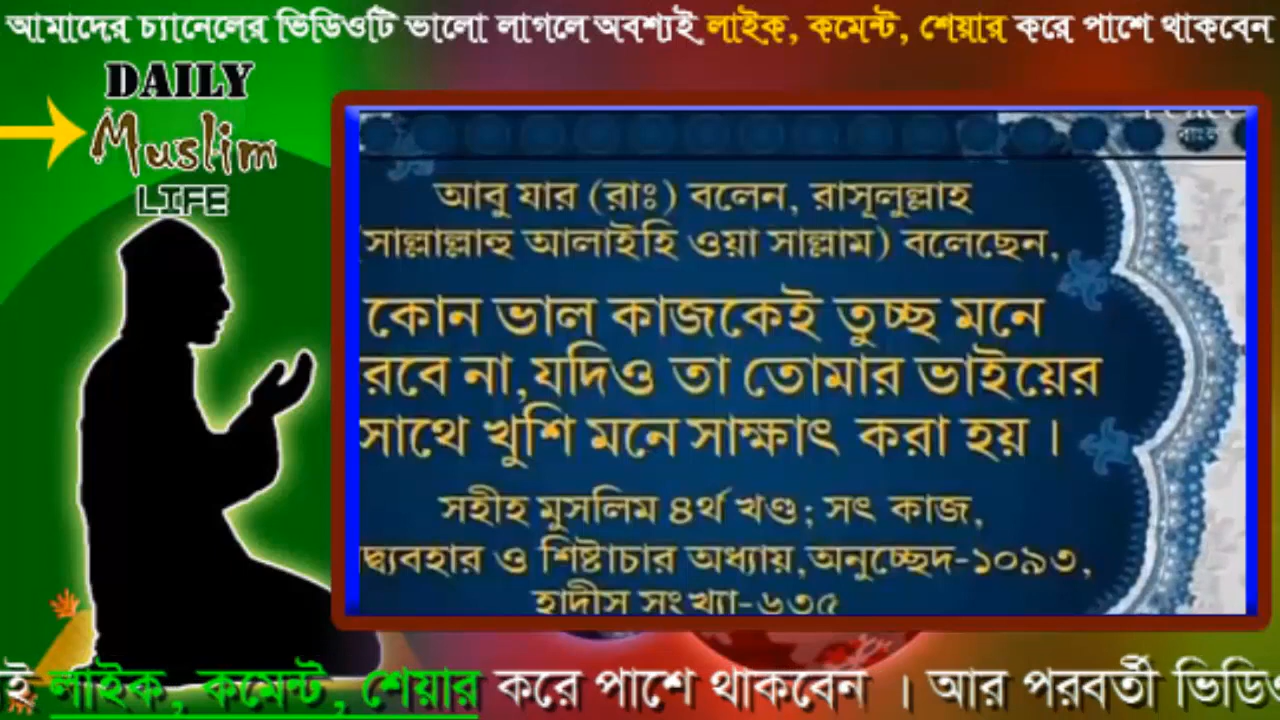 আমাদের চ্যানেলের ভিডিওটি ভালো লাগলে অবশ্যই লাইক, কমেন্ট, শেয়ার করে পাশে থাকবেন
DAILY
Muslim
LIFE
বাংলা
আবু যার (রাঃ) বলেন, রাসূলুল্লাহ
(সাল্লাল্লাহু আলাইহি ওয়া সাল্লাম) বলেছেন,
কোন ভাল কাজকেই তুচ্ছ মনে
রবে না,যদিও তা তোমার ভাইয়ের
সাথে খুশি মনে সাক্ষাৎ করা হয় ।
সহীহ মুসলিম ৪র্থ খণ্ড; সৎ কাজ,
দ্ব্যবহার ও শিষ্টাচার অধ্যায়,অনুচ্ছেদ-১০৯৩,
হাদীস সংখ্যা-৬৩৫
ই লাইক, কমেন্ট, শেয়ার করে পাশে থাকবেন । আর পরবর্তী ভিডিও